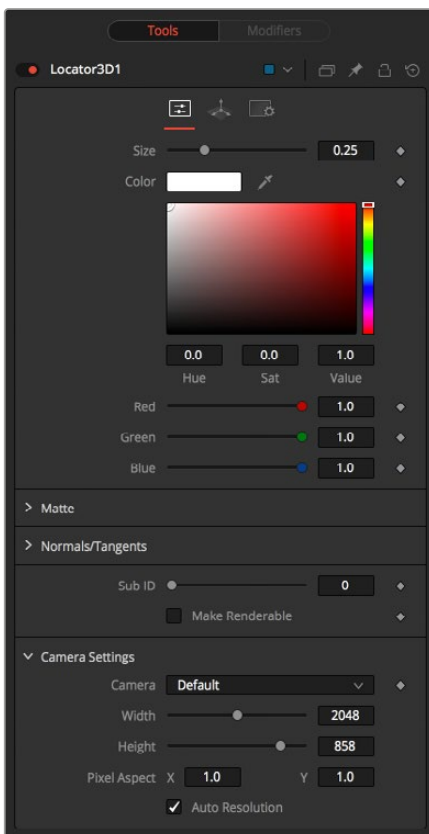 Tools Modifiers
Locator3D1
Size 0.25
Color
0.0 0.0 1.0
Hue Sat Value
Red 1.0
Green 1.0
Blue 1.0
Matte
Normals/Tangents
Sub ID 0
Make Renderable
Camera Settings
Camera Default
Width 2048
Height 858
Pixel Aspect X 1.0 Y 1.0
Auto Resolution